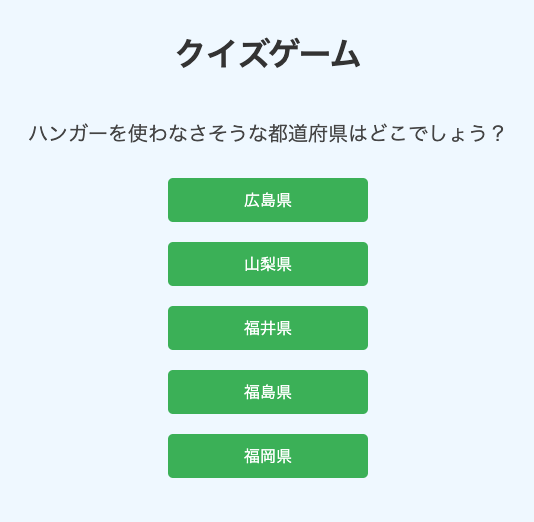 クイズゲーム
ハンガーを使わなさそうな都道府県はどこでしょう？
広島県
山梨県
福井県
福島県
福岡県